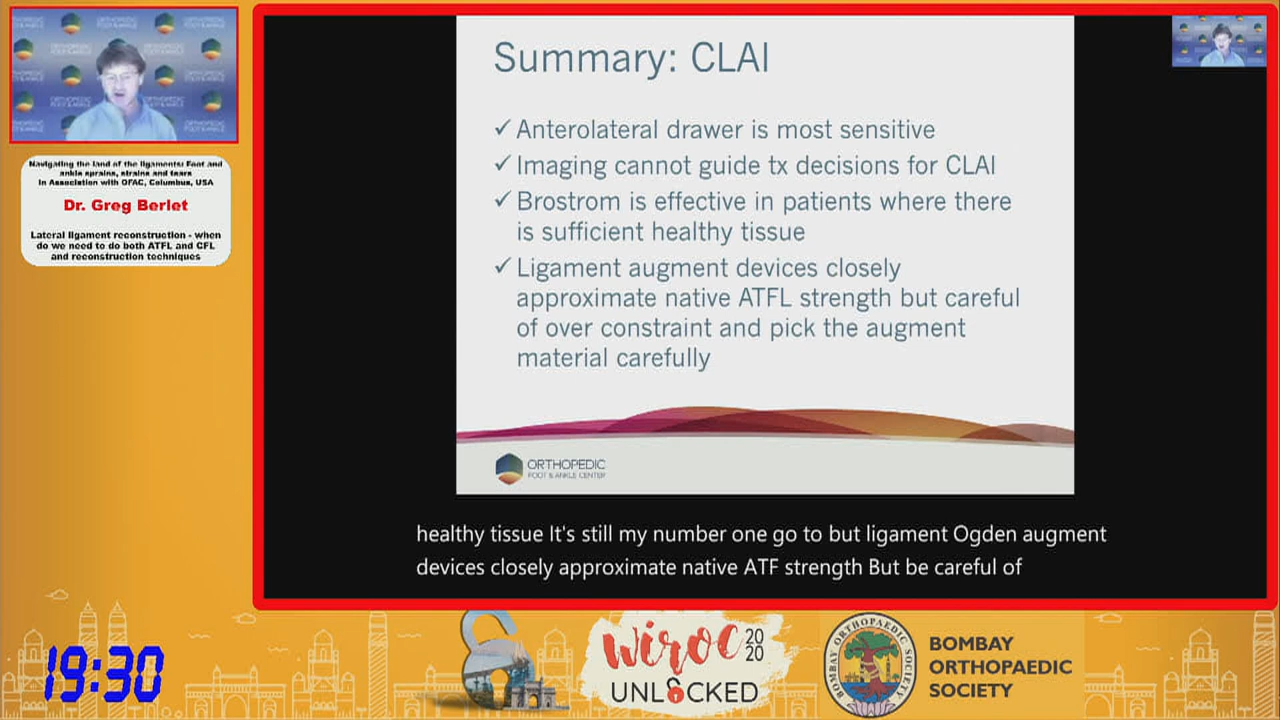 Navigating the land of the ligaments: Foot and
ankle sprains, strains and tears
In Association with OFAC, Columbus, USA
Dr. Greg Berlet
Lateral ligament reconstruction - when
do we need to do both ATFL and CFL
and reconstruction techniques
Summary: CLAI
✓ Anterolateral drawer is most sensitive
✓ Imaging cannot guide tx decisions for CLAI
✓ Brostrom is effective in patients where there
is sufficient healthy tissue
✓ Ligament augment devices closely
approximate native ATFL strength but careful
of over constraint and pick the augment
material carefully
ORTHOPEDIC
FOOT & ANKLE CENTER
healthy tissue It's still my number one go to but ligament Ogden augment
devices closely approximate native ATF strength But be careful of
19:30
WIROC 20
20
UNLOCKED
BOMBAY ORTHOPAEDIC SOCIETY
BOMBAY
ORTHOPAEDIC
SOCIETY